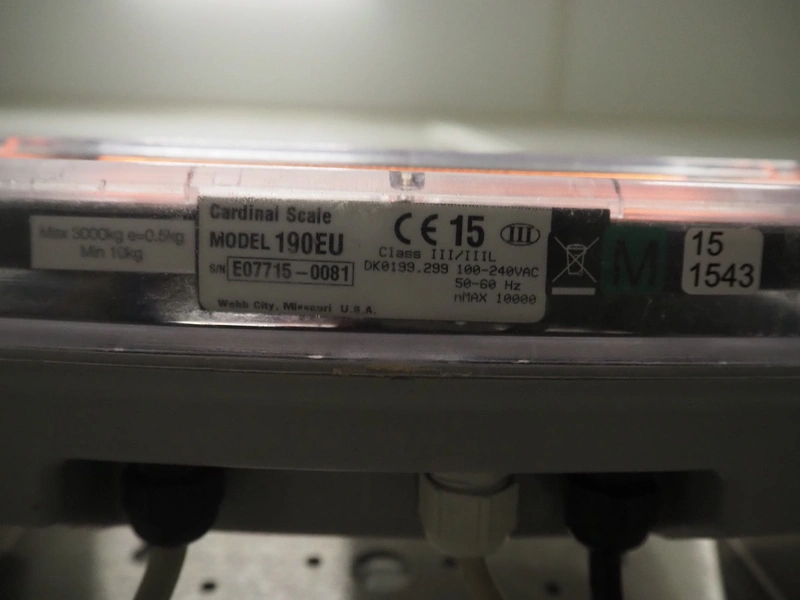 Max 3000kg e=0.5kg
Min 10kg
Cardinal Scale
MODEL 190EU
S/N E07715-0081
Webb City, Missouri U.S.A.
CE 15 III
Class III/IIIL
DK0199.299 100-240VAC
50-60 Hz
nMAX 10000
M
15
1543